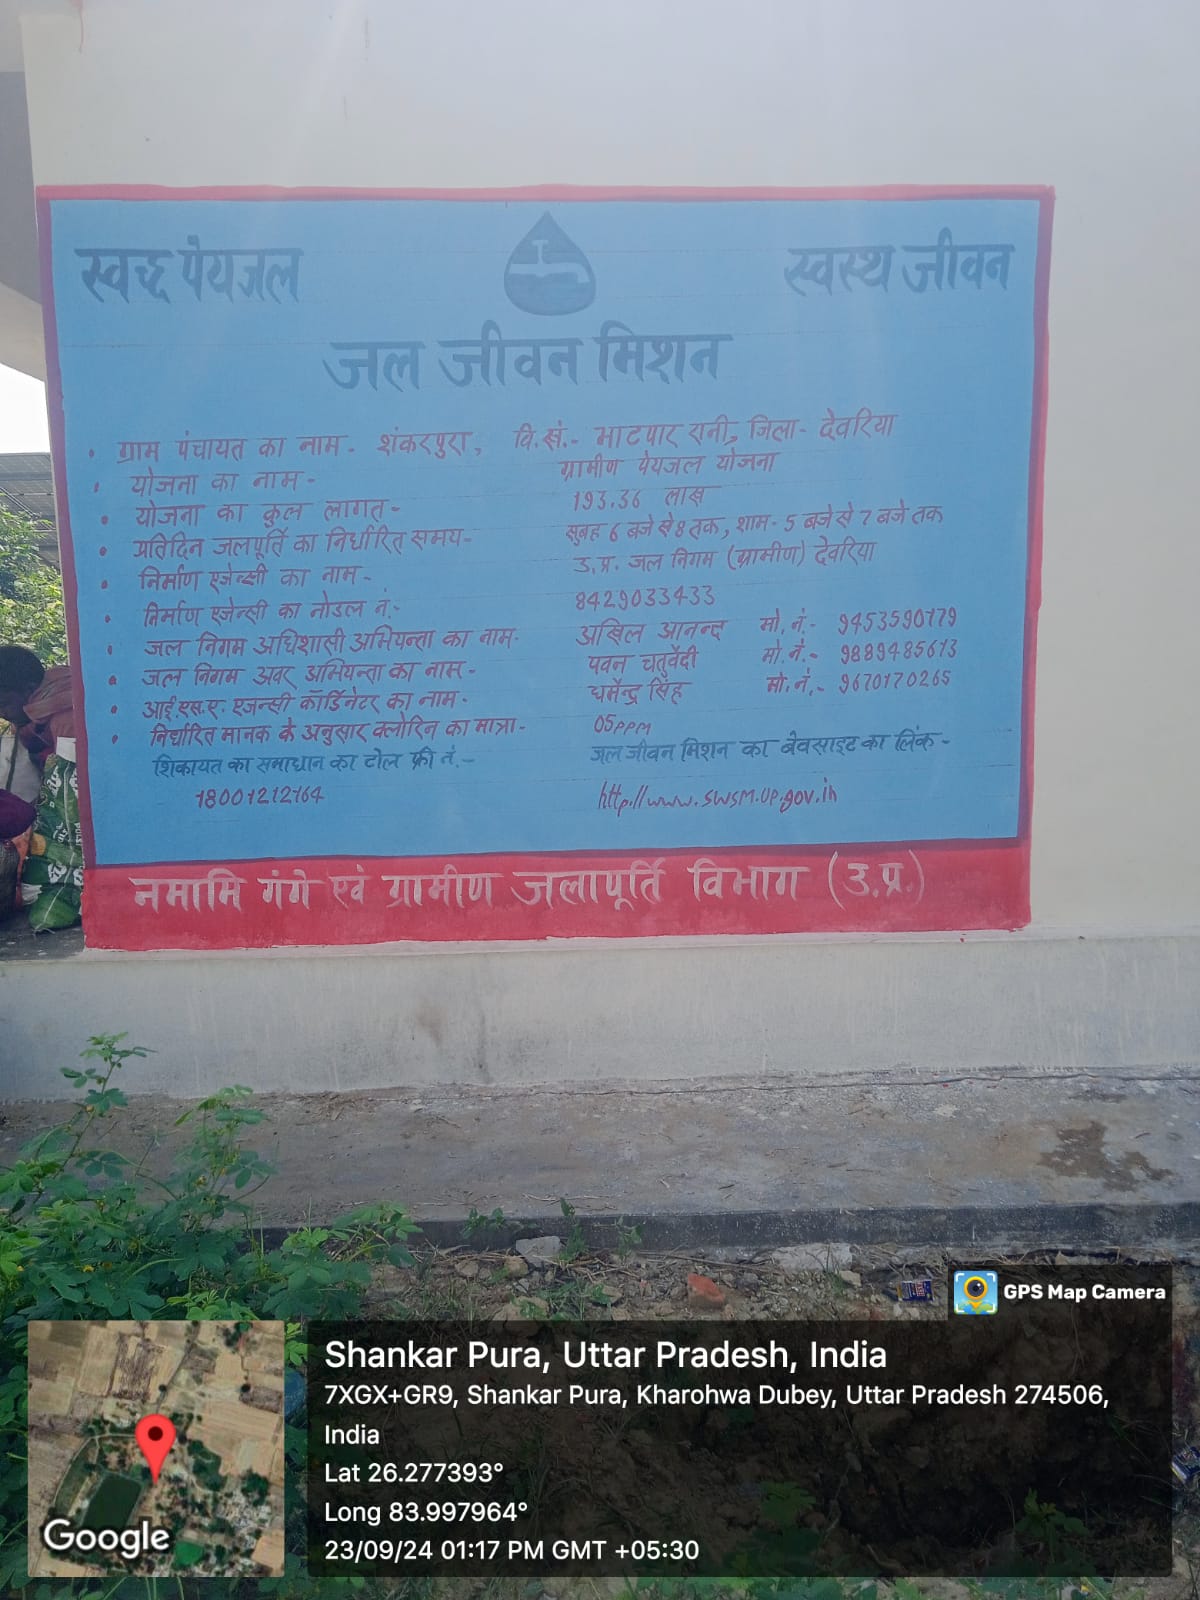 स्वच्छ पेयजल
स्वस्थ जीवन
जल जीवन मिशन
• ग्राम पंचायत का नाम - शंकरपुरा, वि.खं.- भाटपार रानी, जिला - देवरिया
• योजना का नाम - ग्रामीण पेयजल योजना
• योजना का कुल लागत - 193.36 लाख
• प्रतिदिन जलपूर्ति का निर्धारित समय - सुबह 6 बजे से 8 तक, शाम - 5 बजे से 7 बजे तक
• निर्माण एजेन्सी का नाम - उ.प्र. जल निगम (ग्रामीण) देवरिया
• निर्माण एजेन्सी का नोडल नं.- 8429033433
• जल निगम अधिशासी अभियन्ता का नाम- अखिल आनन्द मो.नं.- 9453590779
• जल निगम अवर अभियन्ता का नाम - पवन चतुर्वेदी मो.नं.- 9889485673
• आई.एस.ए. एजन्सी कॉर्डिनेटर का नाम - धर्मेन्द्र सिंह मो.नं.- 9670170265
• निर्धारित मानक के अनुसार क्लोरिन का मात्रा - 05PPM
शिकायत का समाधान का टोल फ्री नं.- जल जीवन मिशन का वेवसाइट का लिंक -
18001212164 http://www.swsm.up.gov.in
नमामि गंगे एवं ग्रामीण जलापूर्ति विभाग (उ.प्र.)
GPS Map Camera
Shankar Pura, Uttar Pradesh, India
7XGX+GR9, Shankar Pura, Kharohwa Dubey, Uttar Pradesh 274506,
India
Lat 26.277393°
Long 83.997964°
23/09/24 01:17 PM GMT +05:30
Google